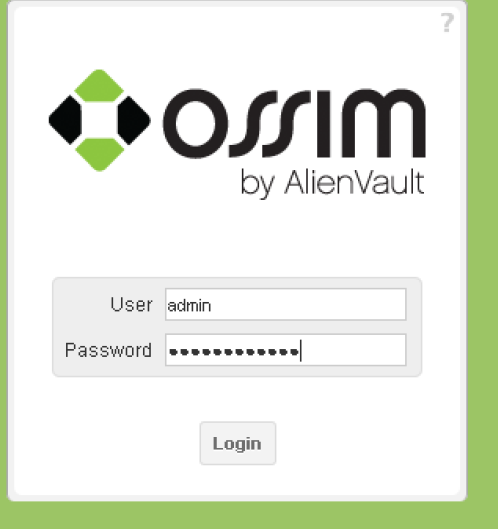 ?
OSSIM
by AlienVault
User admin
Password ••••••••••••
Login